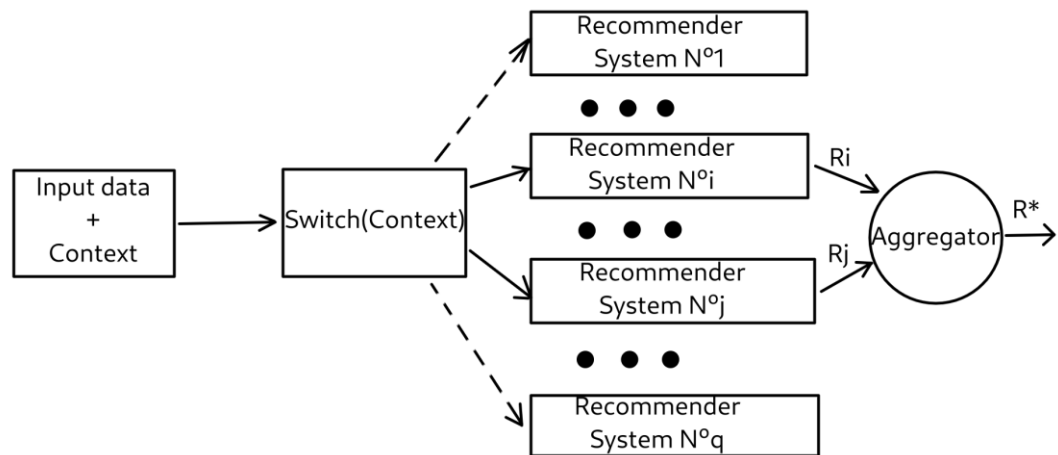 Input data
+
Context
Switch(Context)
Recommender
System Nº1
Recommender
System Nºi
Recommender
System Nºj
Recommender
System Nºq
Ri
Rj
Aggregator
R*